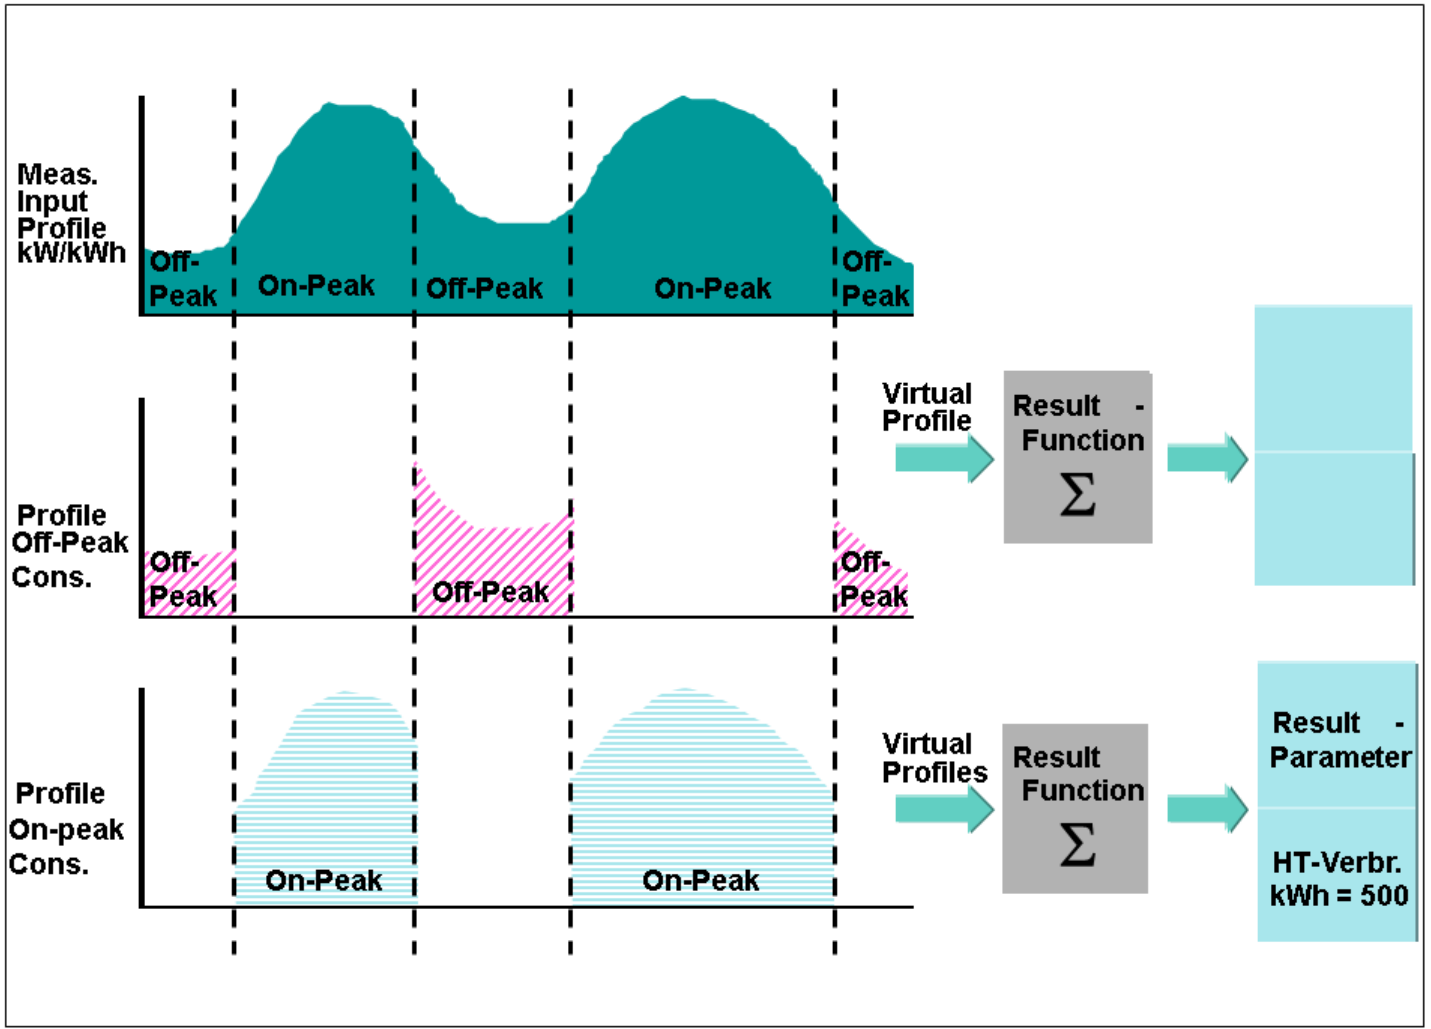 Meas.
Input
Profile
kW/kWh
Off-
Peak
On-Peak
Off-Peak
On-Peak
Off-
Peak
Profile
Off-Peak
Cons.
Off-
Peak
Off-Peak
Off-
Peak
Virtual
Profile
Result -
Function
Σ
Profile
On-peak
Cons.
On-Peak
On-Peak
Virtual
Profiles
Result
Function
Σ
Result -
Parameter
HT-Verbr.
kWh = 500